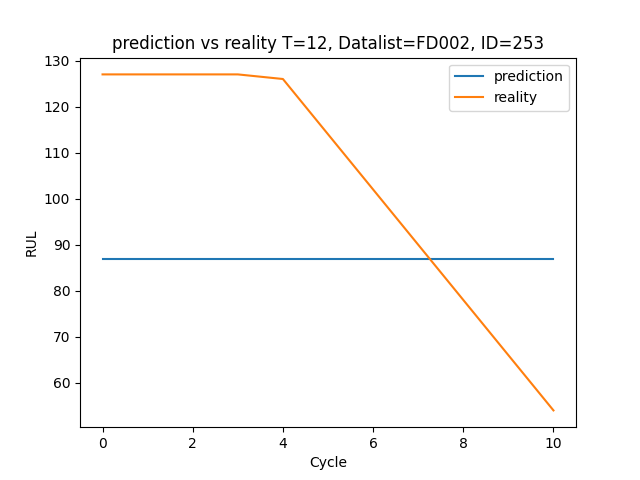 prediction vs reality T=12, Datalist=FD002, ID=253
prediction
reality
RUL
130
120
110
100
90
80
70
60
0 2 4 6 8 10
Cycle